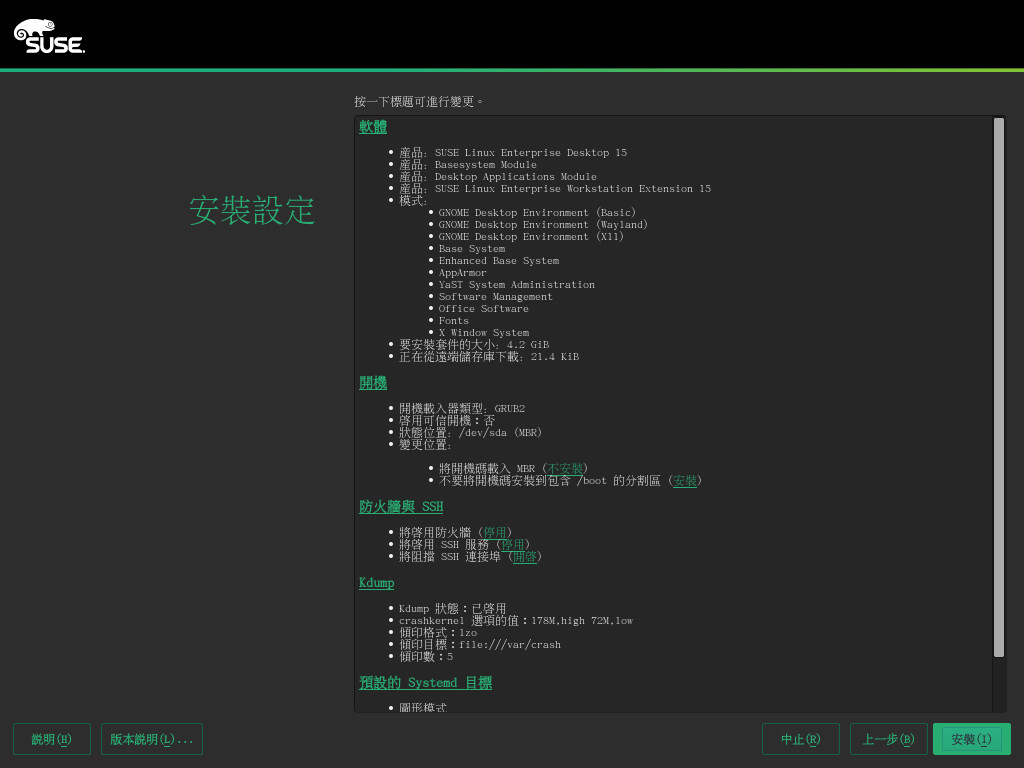 SUSE
按一下標題可進行變更。
安裝設定
軟體
產品: SUSE Linux Enterprise Desktop 15
產品: Basesystem Module
產品: Desktop Applications Module
產品: SUSE Linux Enterprise Workstation Extension 15
模式:
GNOME Desktop Environment (Basic)
GNOME Desktop Environment (Wayland)
GNOME Desktop Environment (X11)
Base System
Enhanced Base System
AppArmor
YaST System Administration
Software Management
Office Software
Fonts
X Window System
要安裝套件的大小: 4.2 GiB
正在從遠端儲存庫下載: 21.4 KiB
開機
開機載入器類型: GRUB2
啓用可信開機：否
狀態位置: /dev/sda (MBR)
變更位置:
將開機碼載入 MBR (不安裝)
不要將開機碼安裝到包含 /boot 的分割區 (安裝)
防火牆與 SSH
將啓用防火牆 (停用)
將啓用 SSH 服務 (停用)
將阻擋 SSH 連接埠 (開啓)
Kdump
Kdump 狀態：已啓用
crashkernel 選項的值：178M,high 72M,low
傾印格式：lzo
傾印目標：file:///var/crash
傾印數：5
預設的 Systemd 目標
圖形模式
說明(H)
版本說明(L)...
中止(R)
上一步(B)
安裝(I)